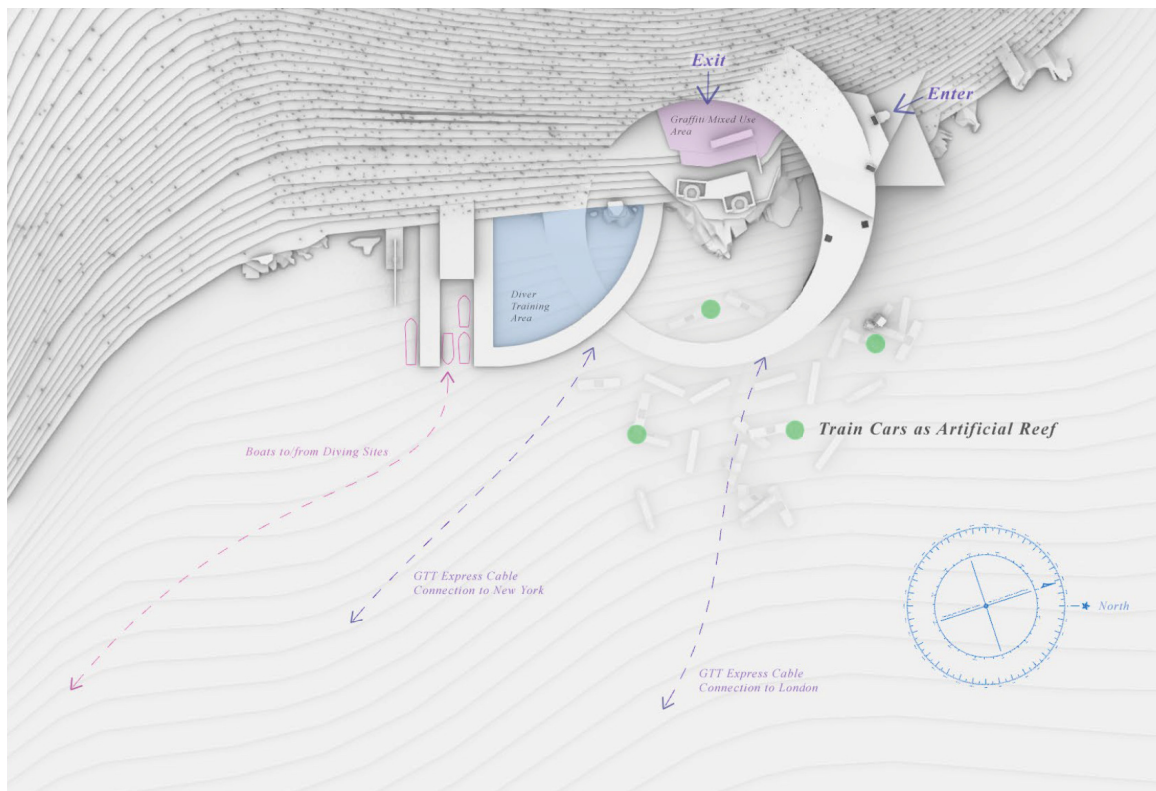 Exit
Enter
Graffiti Mixed Use
Area
Diver
Training
Area
Train Cars as Artificial Reef
Boats to/from Diving Sites
GTT Express Cable
Connection to New York
North
GTT Express Cable
Connection to London